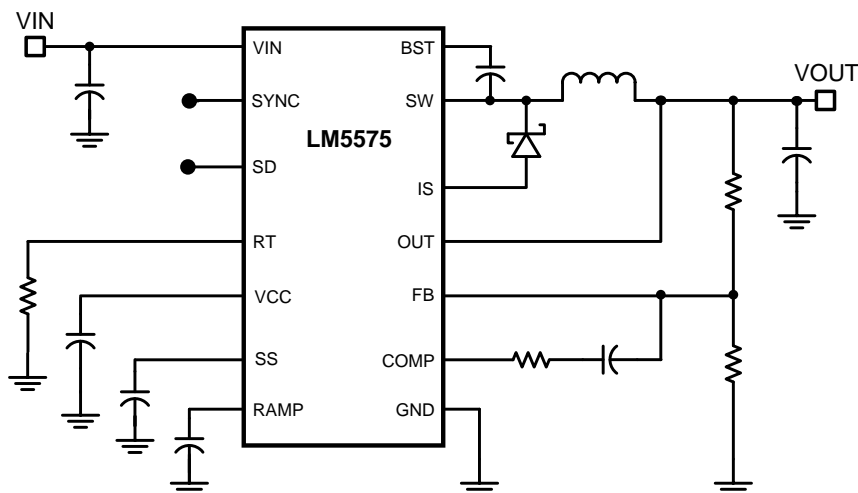 VIN
VOUT
LM5575
VIN
SYNC
SD
RT
VCC
SS
RAMP
BST
SW
IS
OUT
FB
COMP
GND